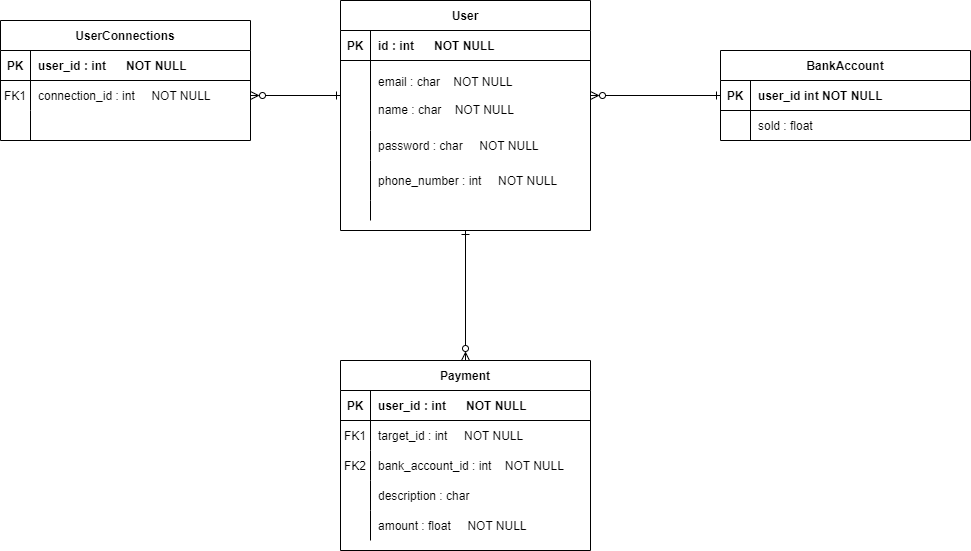 User
PK id : int NOT NULL
email : char NOT NULL
name : char NOT NULL
password : char NOT NULL
phone_number : int NOT NULL
UserConnections
PK user_id : int NOT NULL
FK1 connection_id : int NOT NULL
BankAccount
PK user_id int NOT NULL
sold : float
Payment
PK user_id : int NOT NULL
FK1 target_id : int NOT NULL
FK2 bank_account_id : int NOT NULL
description : char
amount : float NOT NULL